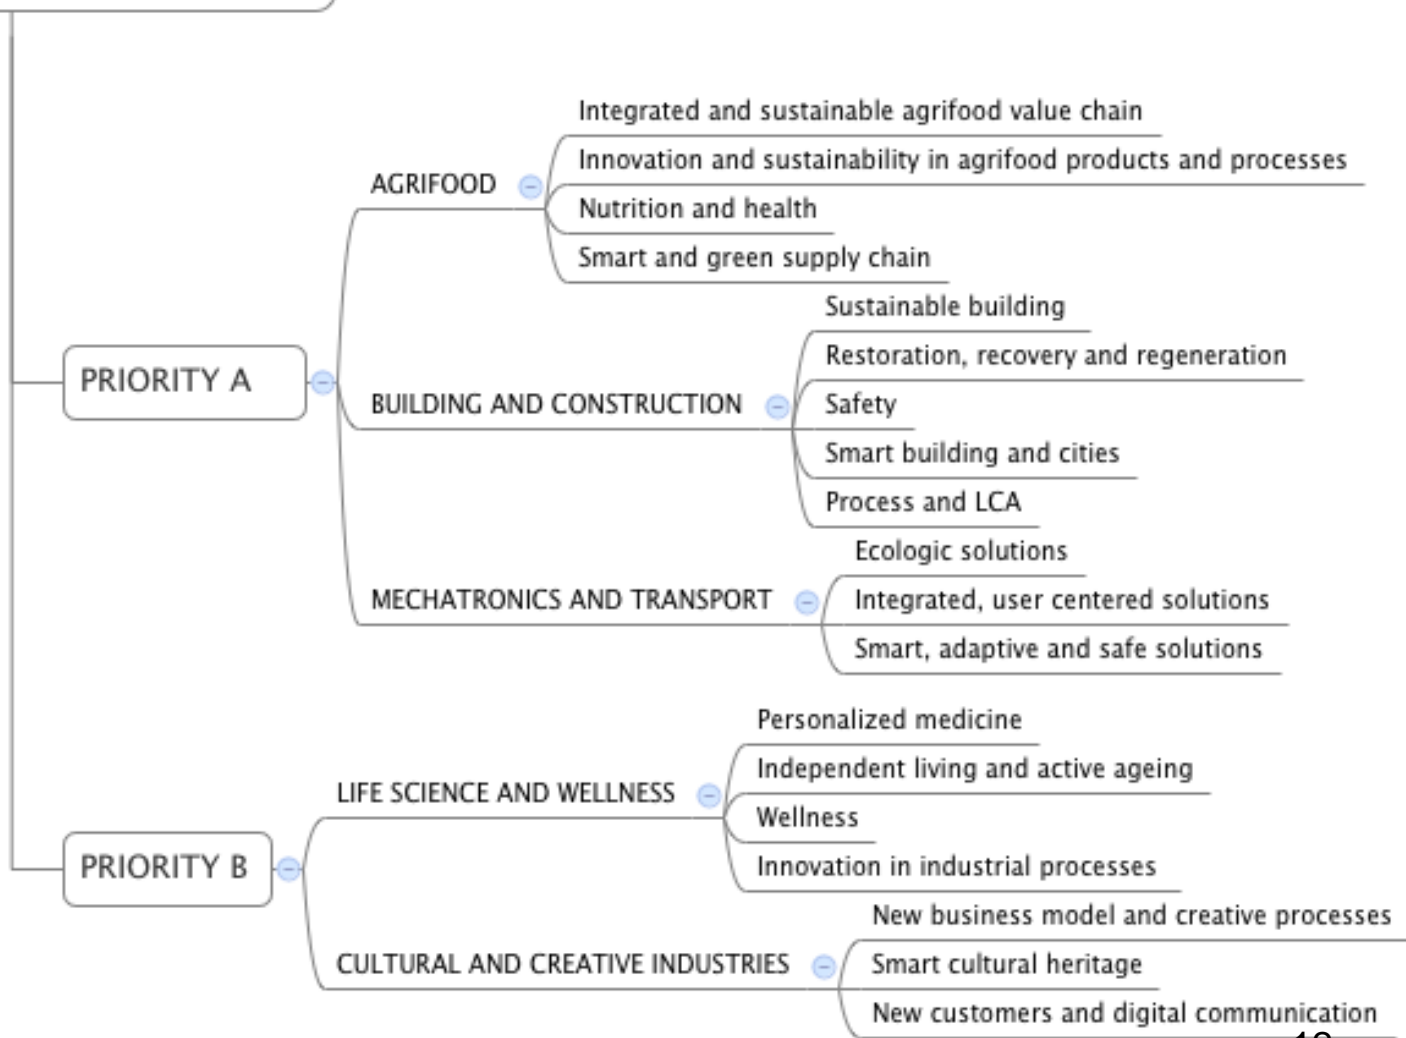 PRIORITY A
AGRIFOOD
Integrated and sustainable agrifood value chain
Innovation and sustainability in agrifood products and processes
Nutrition and health
Smart and green supply chain
BUILDING AND CONSTRUCTION
Sustainable building
Restoration, recovery and regeneration
Safety
Smart building and cities
Process and LCA
MECHATRONICS AND TRANSPORT
Ecologic solutions
Integrated, user centered solutions
Smart, adaptive and safe solutions
PRIORITY B
LIFE SCIENCE AND WELLNESS
Personalized medicine
Independent living and active ageing
Wellness
Innovation in industrial processes
CULTURAL AND CREATIVE INDUSTRIES
New business model and creative processes
Smart cultural heritage
New customers and digital communication